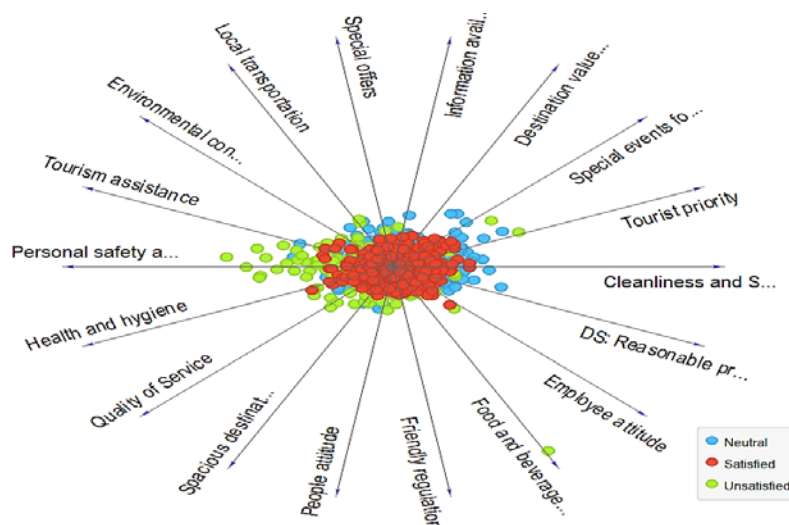 Special offers
Information avail...
Local transportation
Destination value...
Environmental con...
Special events fo...
Tourism assistance
Tourist priority
Personal safety a...
Cleanliness and S...
Health and hygiene
DS: Reasonable pr...
Quality of Service
Employee attitude
Spacious destinat...
People attitude
Friendly regulation
Food and beverage...
Neutral
Satisfied
Unsatisfied